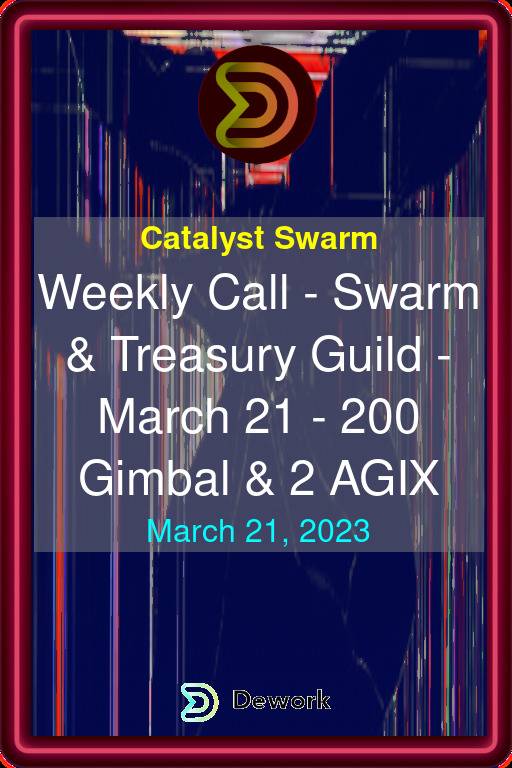 Catalyst Swarm
Weekly Call - Swarm
& Treasury Guild -
March 21 - 200
Gimbal & 2 AGIX
March 21, 2023
Dework